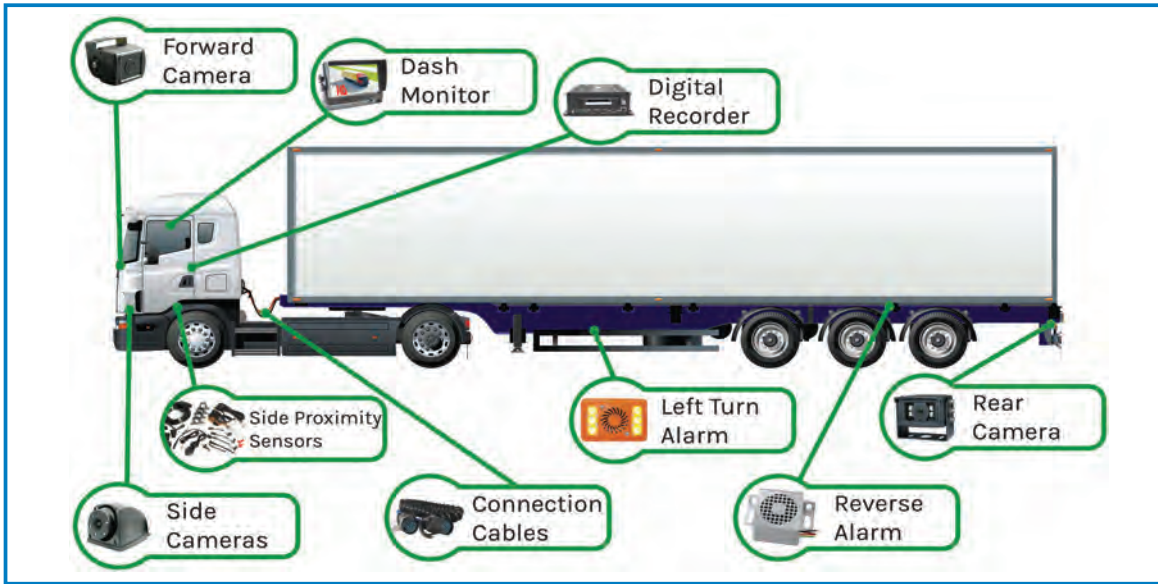 Forward
Camera
Dash
Monitor
Digital
Recorder
Side Proximity
Sensors
Left Turn
Alarm
Rear
Camera
Side
Cameras
Connection
Cables
Reverse
Alarm